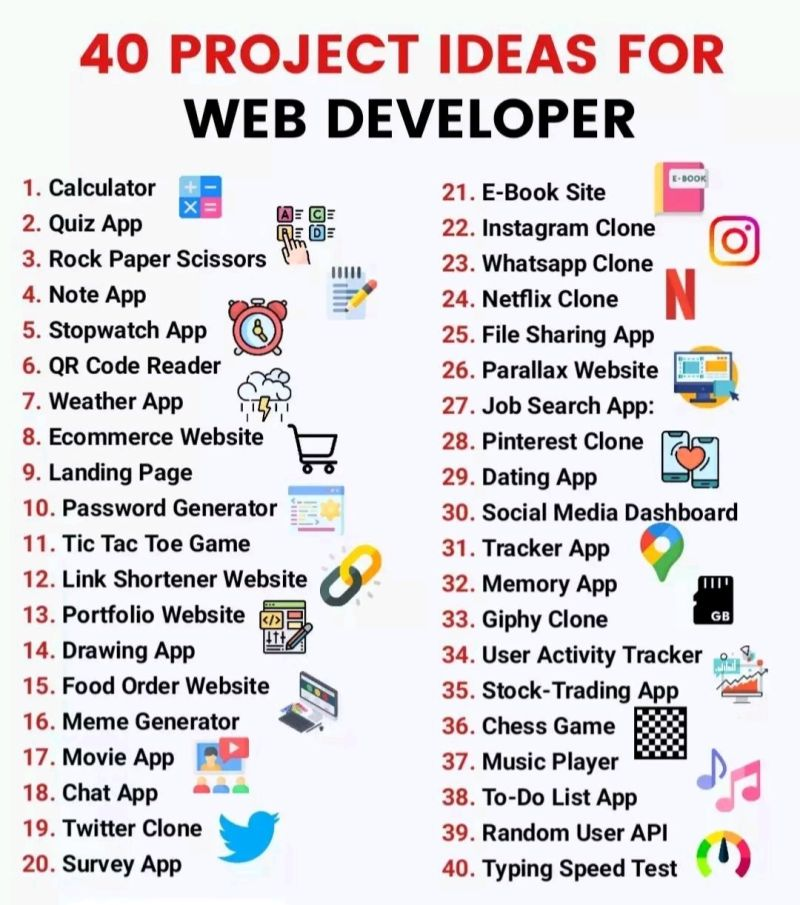 40 PROJECT IDEAS FOR
WEB DEVELOPER
1. Calculator
2. Quiz App
3. Rock Paper Scissors
4. Note App
5. Stopwatch App
6. QR Code Reader
7. Weather App
8. Ecommerce Website
9. Landing Page
10. Password Generator
11. Tic Tac Toe Game
12. Link Shortener Website
13. Portfolio Website
14. Drawing App
15. Food Order Website
16. Meme Generator
17. Movie App
18. Chat App
19. Twitter Clone
20. Survey App
A C
B D
</>
21. E-Book Site
22. Instagram Clone
23. Whatsapp Clone
24. Netflix Clone
25. File Sharing App
26. Parallax Website
27. Job Search App:
28. Pinterest Clone
29. Dating App
30. Social Media Dashboard
31. Tracker App
32. Memory App
33. Giphy Clone
34. User Activity Tracker
35. Stock-Trading App
36. Chess Game
37. Music Player
38. To-Do List App
39. Random User API
40. Typing Speed Test
E-BOOK
N
GB